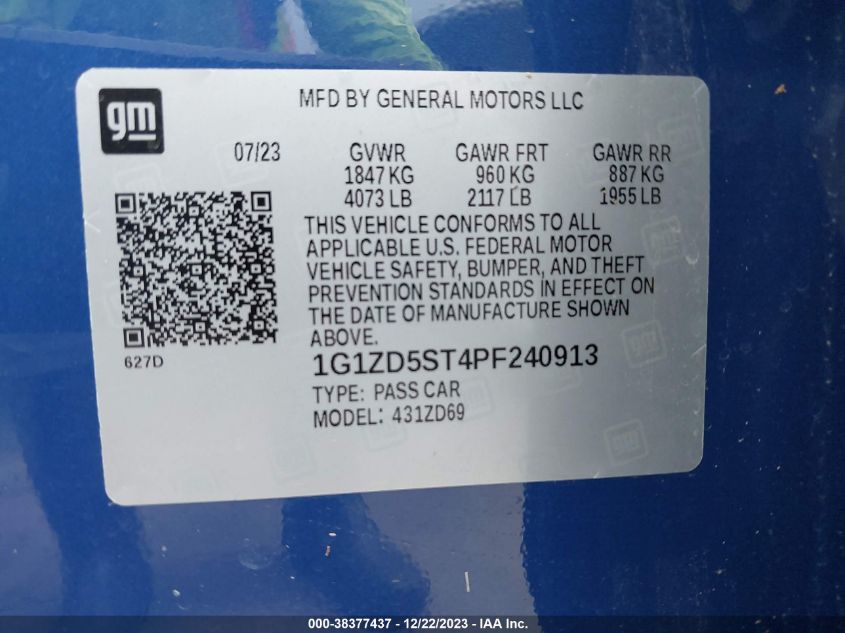 gm
MFD BY GENERAL MOTORS LLC
07/23 GVWR GAWR FRT GAWR RR
1847 KG 960 KG 887 KG
4073 LB 2117 LB 1955 LB
THIS VEHICLE CONFORMS TO ALL
APPLICABLE U.S. FEDERAL MOTOR
VEHICLE SAFETY, BUMPER, AND THEFT
PREVENTION STANDARDS IN EFFECT ON
THE DATE OF MANUFACTURE SHOWN
ABOVE.
627D
1G1ZD5ST4PF240913
TYPE: PASS CAR
MODEL: 431ZD69
000-38377437 - 12/22/2023 - IAA Inc.